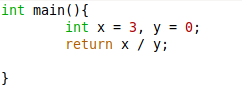 int main(){
int x = 3, y = 0;
return x / y;
}